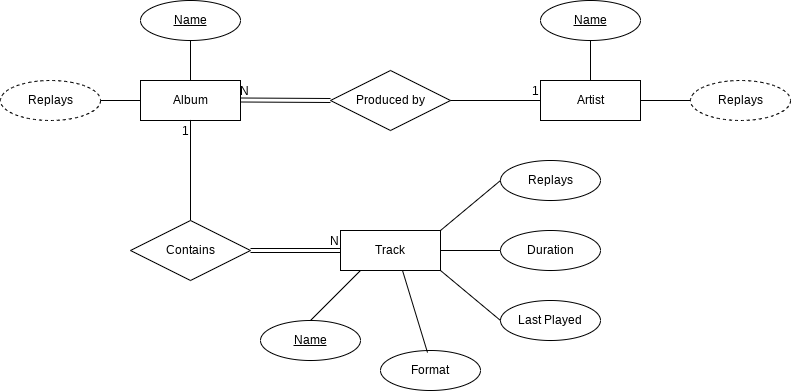 Name
Name
Replays
Album
N
Produced by
1
Artist
Replays
1
Replays
Contains
N
Track
Duration
Last Played
Name
Format